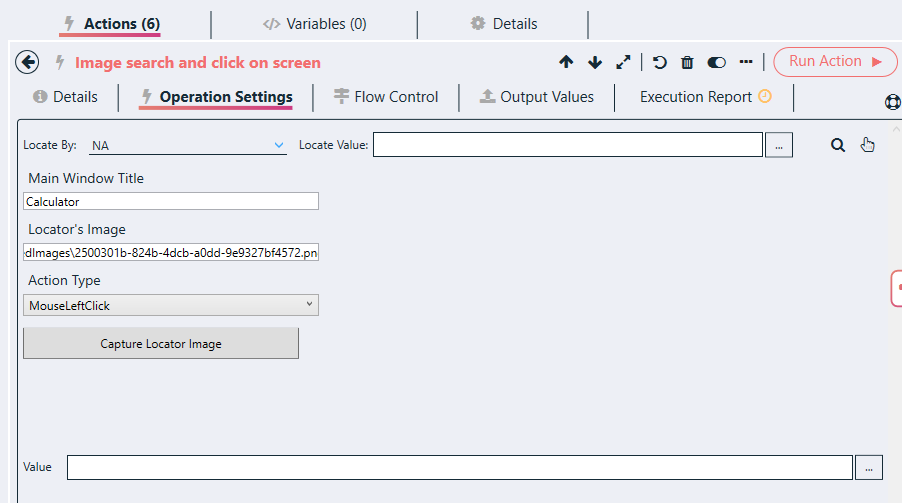 Actions (6) Variables (0) Details
Image search and click on screen Run Action
Details Operation Settings Flow Control Output Values Execution Report
Locate By: NA Locate Value: ...
Main Window Title
Calculator
Locator's Image
dImages\2500301b-824b-4dcb-a0dd-9e9327bf4572.pn
Action Type
MouseLeftClick
Capture Locator Image
Value ...